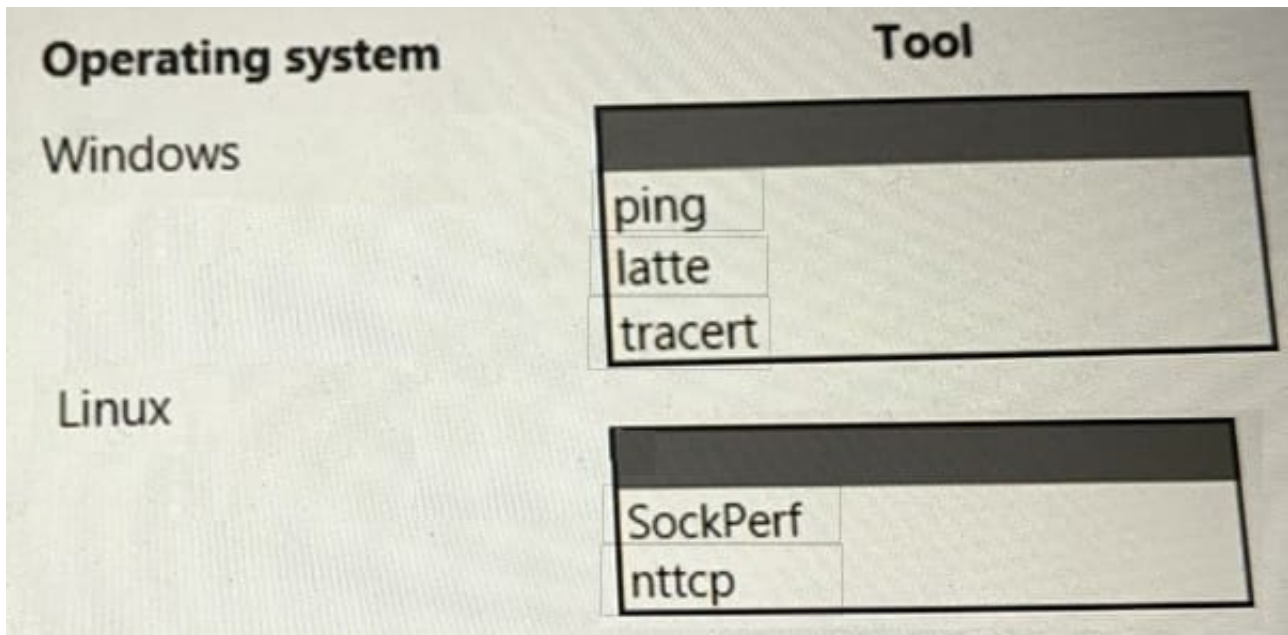 Operating system
Tool
Windows
ping
latte
tracert
Linux
SockPerf
nttcp